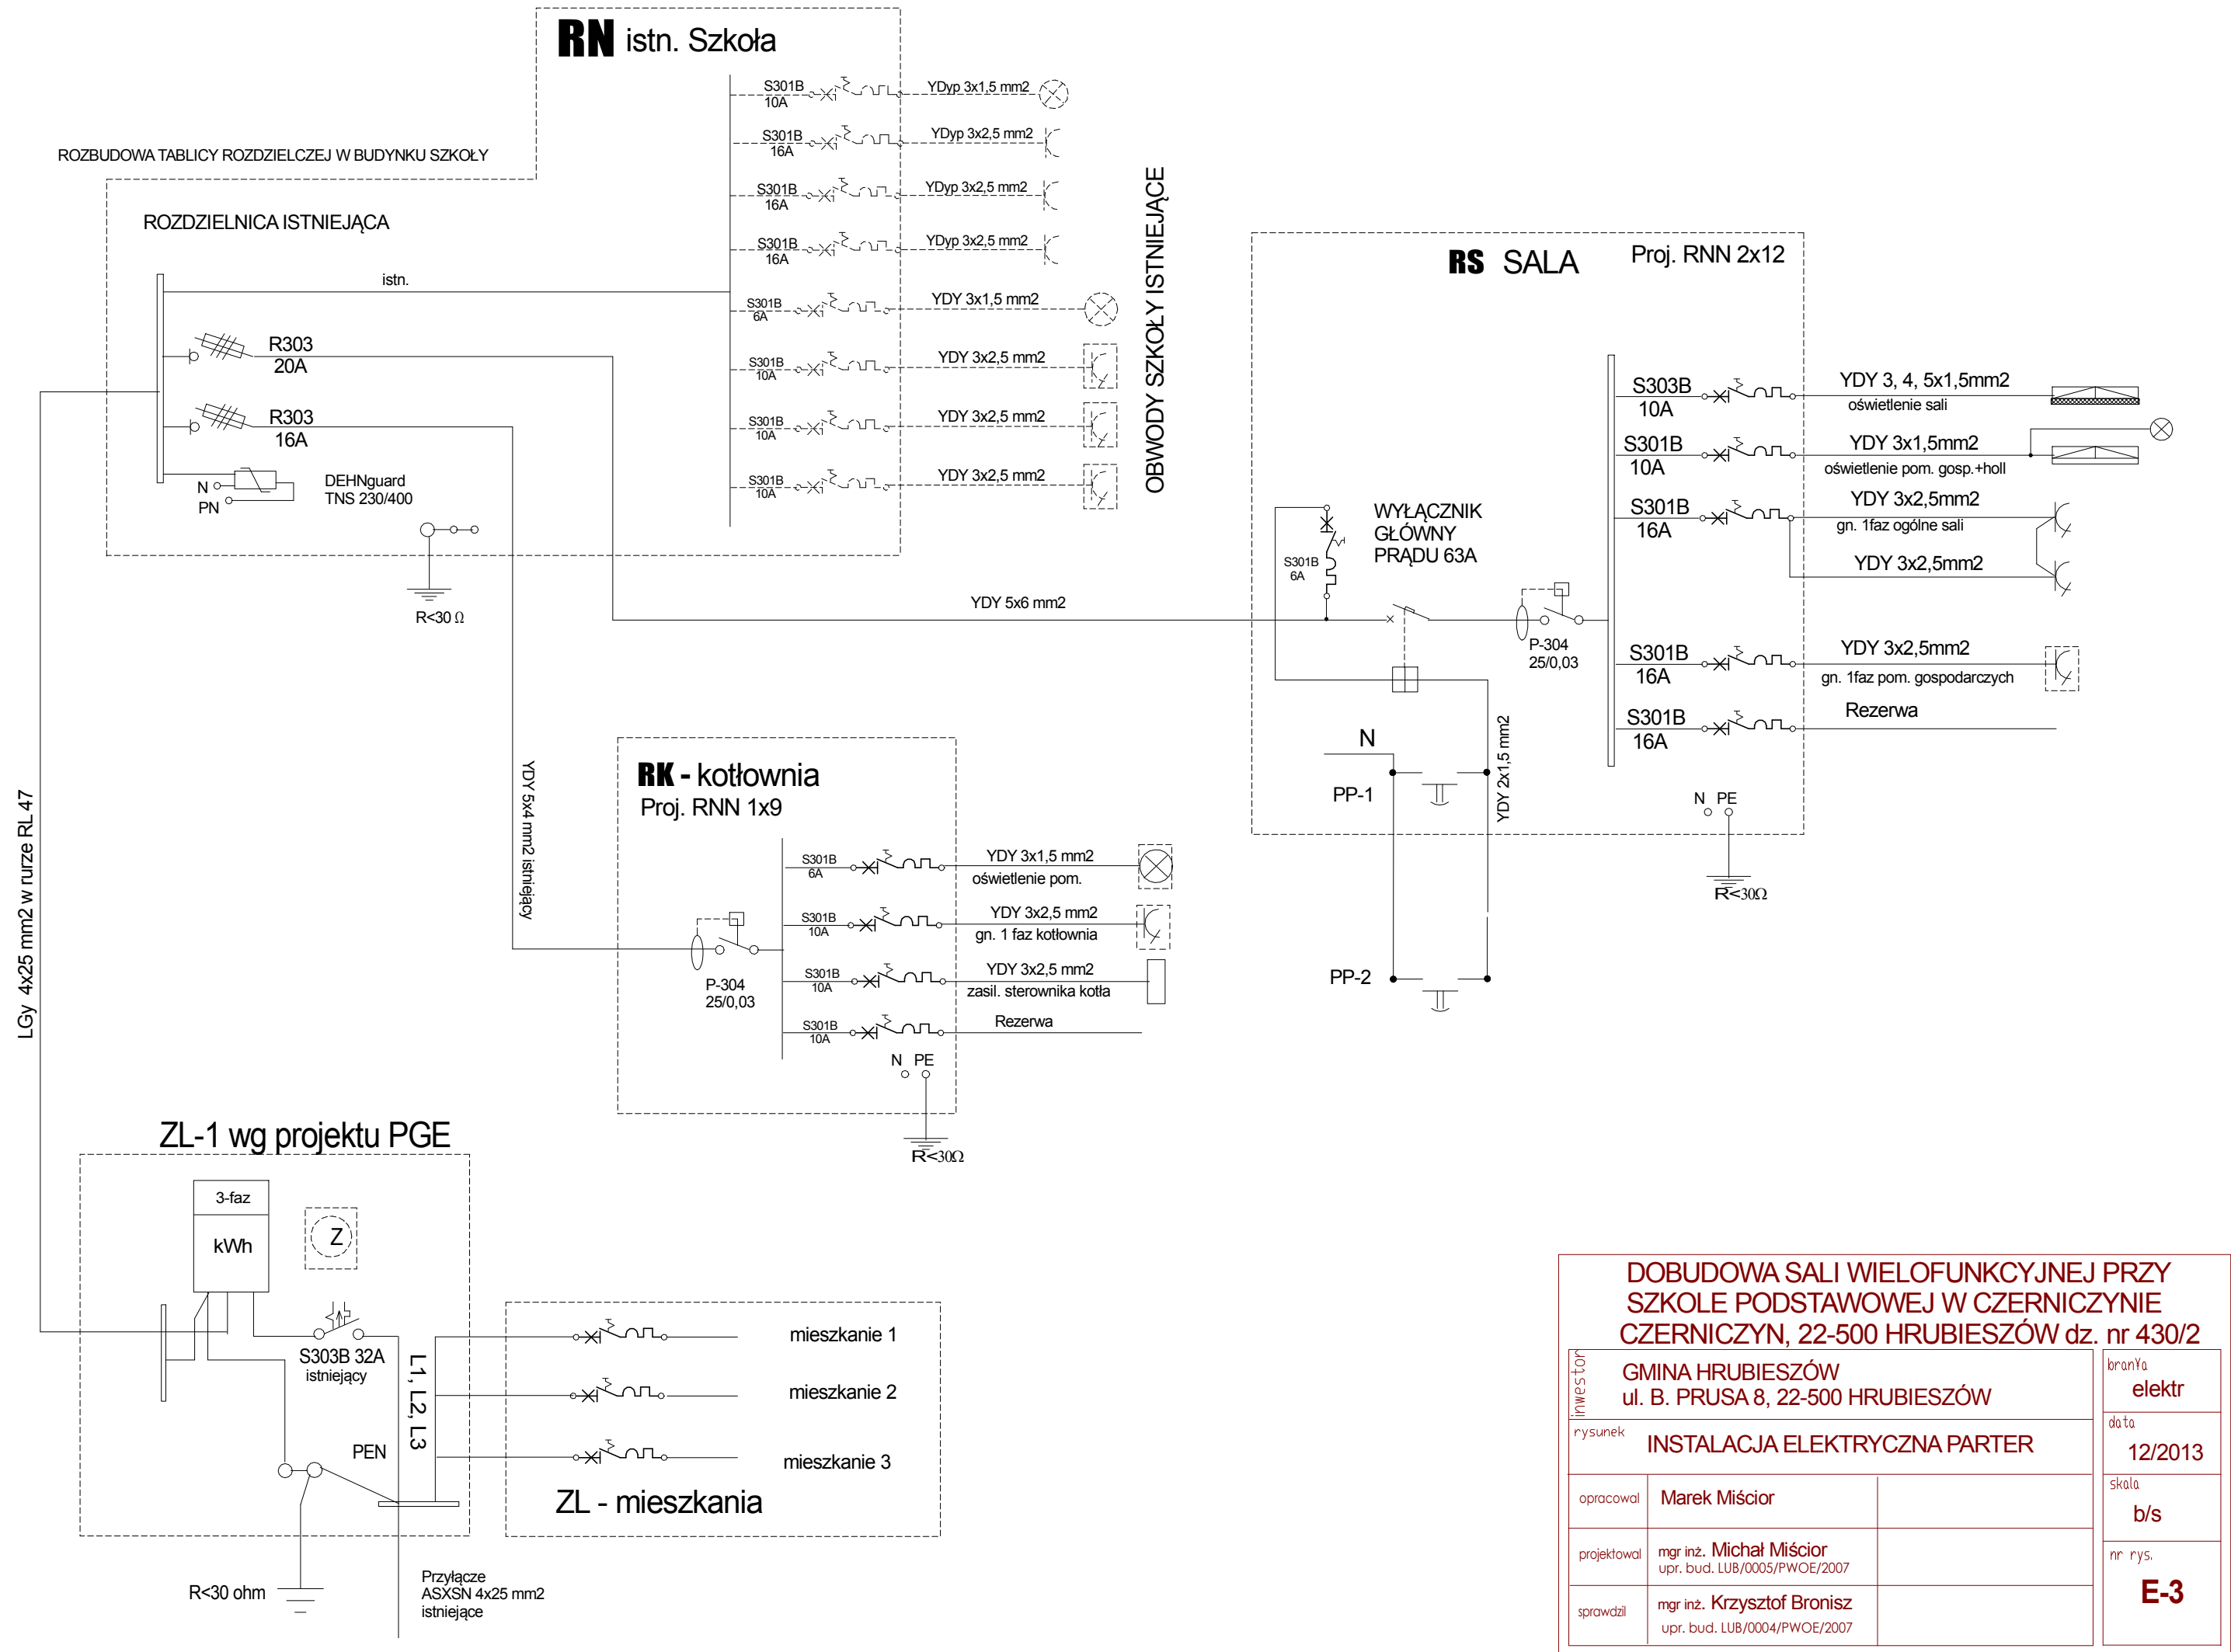 RN istn. Szkoła
ROZBUDOWA TABLICY ROZDZIELCZEJ W BUDYNKU SZKOŁY
ROZDZIELNICA ISTNIEJĄCA
istn.
R303
20A
R303
16A
N
PN
DEHNguard
TNS 230/400
R<30 Ω
S301B
10A
YDyp 3x1,5 mm2
S301B
16A
YDyp 3x2,5 mm2
S301B
16A
YDyp 3x2,5 mm2
S301B
16A
YDyp 3x2,5 mm2
S301B
6A
YDY 3x1,5 mm2
S301B
10A
YDY 3x2,5 mm2
S301B
10A
YDY 3x2,5 mm2
S301B
10A
YDY 3x2,5 mm2
OBWODY SZKOŁY ISTNIEJĄCE
RS SALA
Proj. RNN 2x12
S303B
10A
YDY 3, 4, 5x1,5mm2
oświetlenie sali
S301B
10A
YDY 3x1,5mm2
oświetlenie pom. gosp.+holl
S301B
16A
YDY 3x2,5mm2
gn. 1faz ogólne sali
YDY 3x2,5mm2
S301B
16A
YDY 3x2,5mm2
gn. 1faz pom. gospodarczych
S301B
16A
Rezerwa
S301B
6A
WYŁĄCZNIK
GŁÓWNY
PRĄDU 63A
P-304
25/0,03
YDY 5x6 mm2
N
PP-1
YDY 2x1,5 mm2
PP-2
N PE
R<30Ω
YDY 5x4 mm2 istniejący
RK - kotłownia
Proj. RNN 1x9
S301B
6A
YDY 3x1,5 mm2
oświetlenie pom.
S301B
10A
YDY 3x2,5 mm2
gn. 1 faz kotłownia
S301B
10A
YDY 3x2,5 mm2
zasil. sterownika kotła
S301B
10A
Rezerwa
P-304
25/0,03
N PE
R<30Ω
LGy 4x25 mm2 w rurze RL 47
ZL-1 wg projektu PGE
3-faz
kWh
Z
S303B 32A
istniejący
L1, L2, L3
PEN
R<30 ohm
Przyłącze
ASXSN 4x25 mm2
istniejące
mieszkanie 1
mieszkanie 2
mieszkanie 3
ZL - mieszkania
DOBUDOWA SALI WIELOFUNKCYJNEJ PRZY
SZKOLE PODSTAWOWEJ W CZERNICZYNIE
CZERNICZYN, 22-500 HRUBIESZÓW dz. nr 430/2
inwestor
GMINA HRUBIESZÓW
ul. B. PRUSA 8, 22-500 HRUBIESZÓW
branYa
elektr
rysunek
INSTALACJA ELEKTRYCZNA PARTER
data
12/2013
opracowal
Marek Miścior
skala
b/s
projektowal
mgr inż. Michał Miścior
upr. bud. LUB/0005/PWOE/2007
nr rys.
E-3
sprawdzil
mgr inż. Krzysztof Bronisz
upr. bud. LUB/0004/PWOE/2007